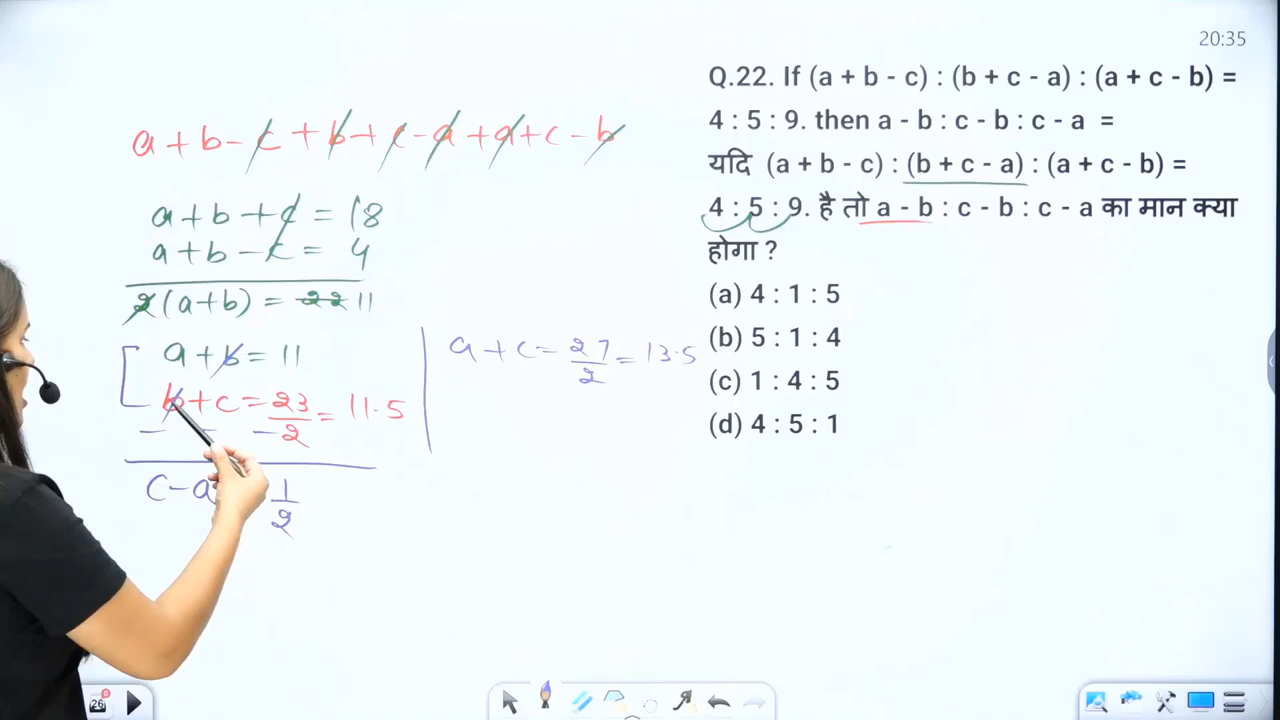 20:35
Q.22. If (a + b - c) : (b + c - a) : (a + c - b) =
4 : 5 : 9. then a - b : c - b : c - a =
यदि (a + b - c) : (b + c - a) : (a + c - b) =
4 : 5 : 9. है तो a - b : c - b : c - a का मान क्या
होगा ?
(a) 4 : 1 : 5
(b) 5 : 1 : 4
(c) 1 : 4 : 5
(d) 4 : 5 : 1
a + b - c + b + c - a + a + c - b
a + b + c = 18
a + b - c = 4
2(a+b) = 22 11
a + b = 11
b + c = 23/2 = 11.5
c - a 1/2
a + c = 27/2 = 13.5
26